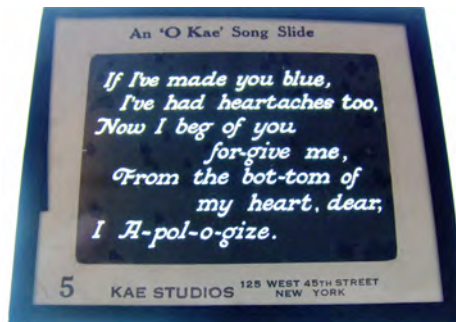 An 'O Kae' Song Slide
If I've made you blue,
I've had heartaches too,
Now I beg of you
for-give me,
From the bot-tom of
my heart, dear,
I A-pol-o-gize.
5 KAE STUDIOS 125 WEST 45TH STREET
NEW YORK